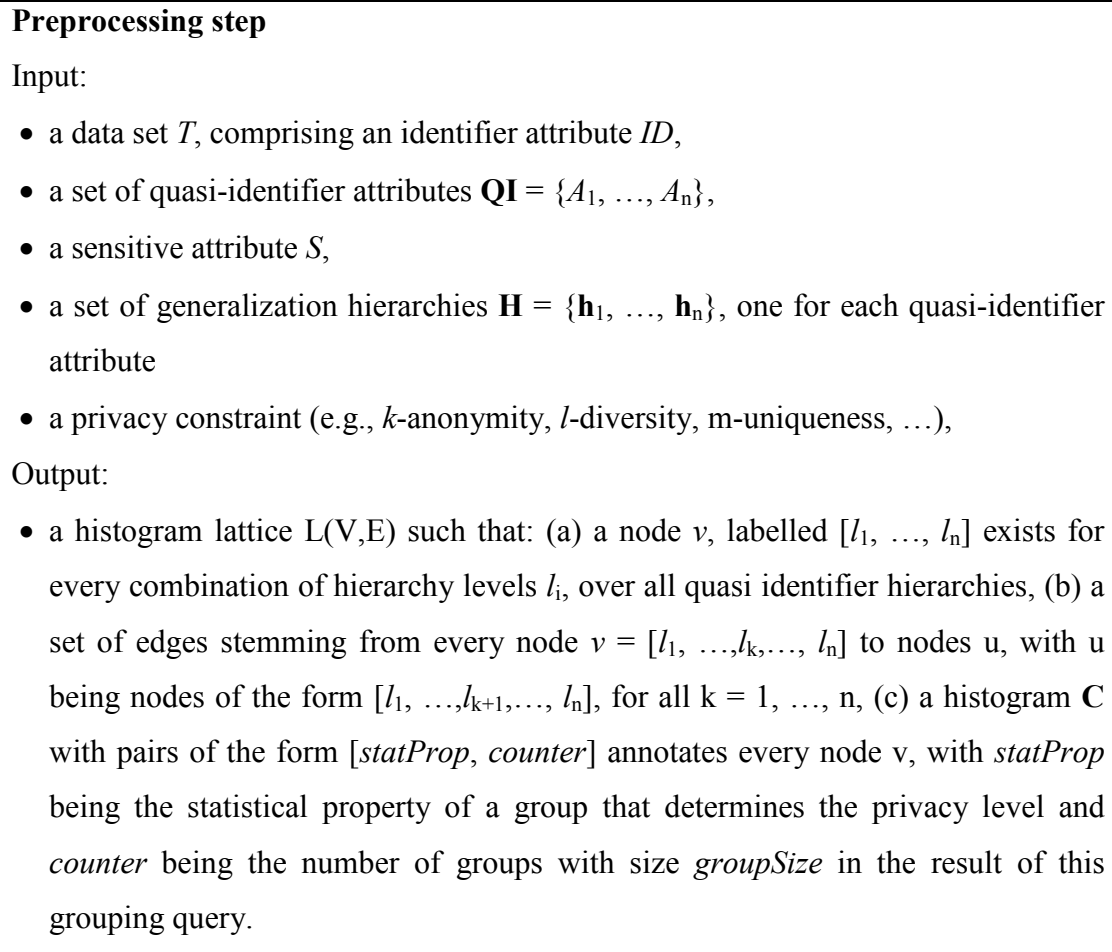 Preprocessing step
Input:
• a data set T, comprising an identifier attribute ID,
• a set of quasi-identifier attributes QI = {A1, …, An},
• a sensitive attribute S,
• a set of generalization hierarchies H = {h1, …, hn}, one for each quasi-identifier
attribute
• a privacy constraint (e.g., k-anonymity, l-diversity, m-uniqueness, …),
Output:
• a histogram lattice L(V,E) such that: (a) a node v, labelled [l1, …, ln] exists for
every combination of hierarchy levels li, over all quasi identifier hierarchies, (b) a
set of edges stemming from every node v = [l1, …,lk,…, ln] to nodes u, with u
being nodes of the form [l1, …,lk+1,…, ln], for all k = 1, …, n, (c) a histogram C
with pairs of the form [statProp, counter] annotates every node v, with statProp
being the statistical property of a group that determines the privacy level and
counter being the number of groups with size groupSize in the result of this
grouping query.